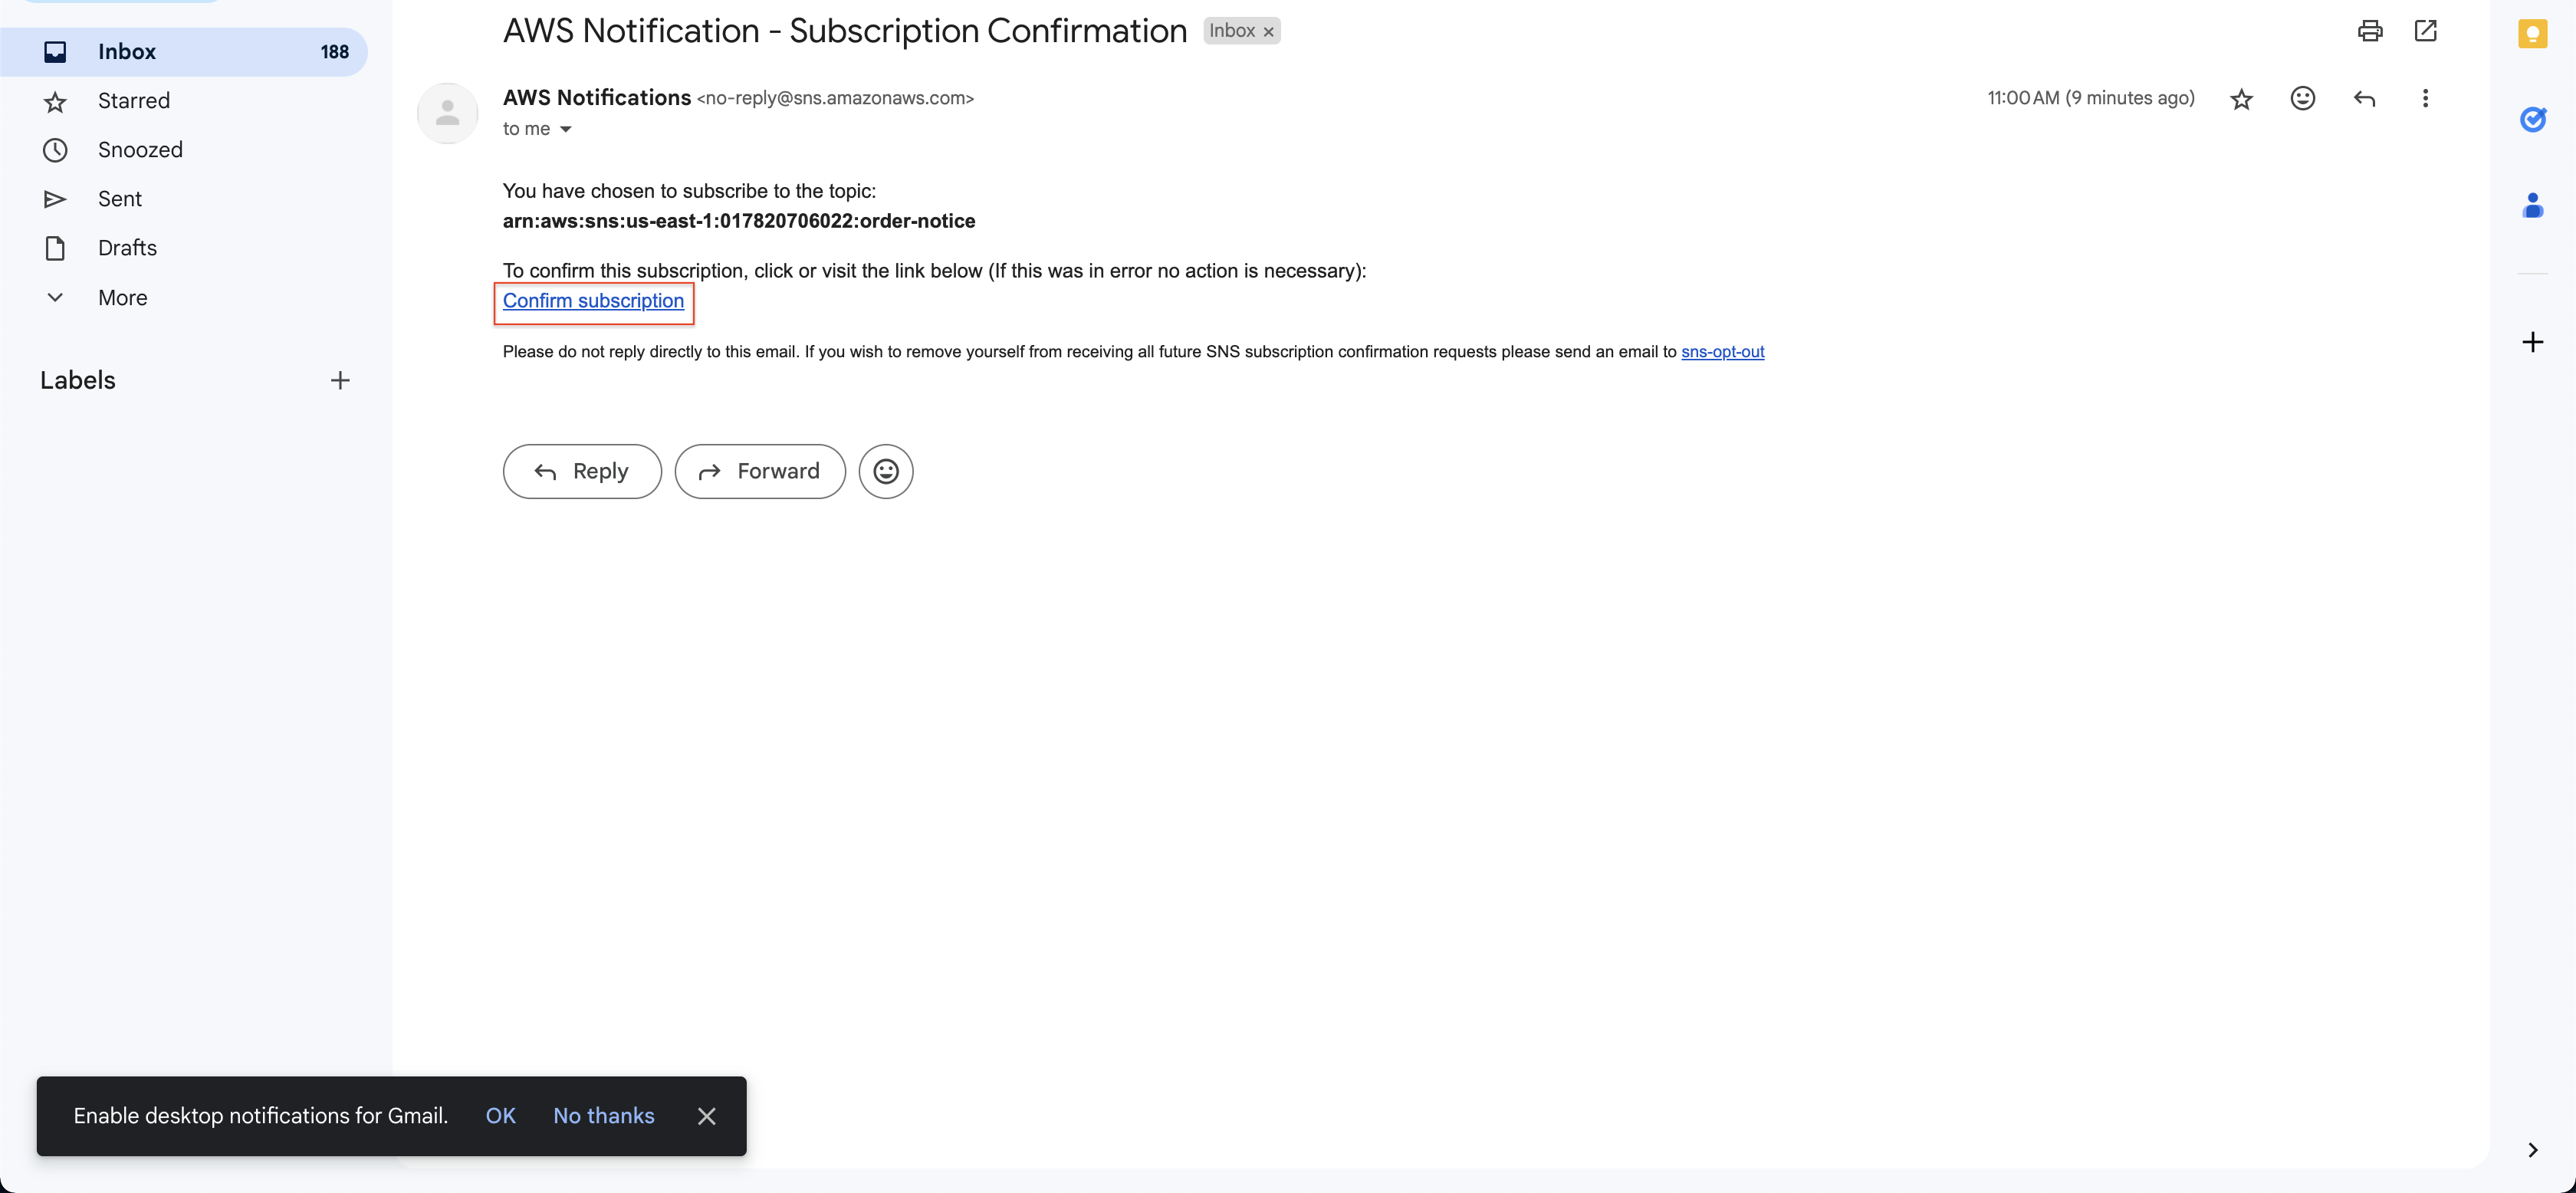 AWS Notification - Subscription Confirmation Inbox ×
Inbox 188
Starred
Snoozed
Sent
Drafts
More
Labels
AWS Notifications <no-reply@sns.amazonaws.com>
11:00 AM (9 minutes ago)
to me
You have chosen to subscribe to the topic:
arn:aws:sns:us-east-1:017820706022:order-notice
To confirm this subscription, click or visit the link below (If this was in error no action is necessary):
Confirm subscription
Please do not reply directly to this email. If you wish to remove yourself from receiving all future SNS subscription confirmation requests please send an email to sns-opt-out
Reply Forward
Enable desktop notifications for Gmail. OK No thanks